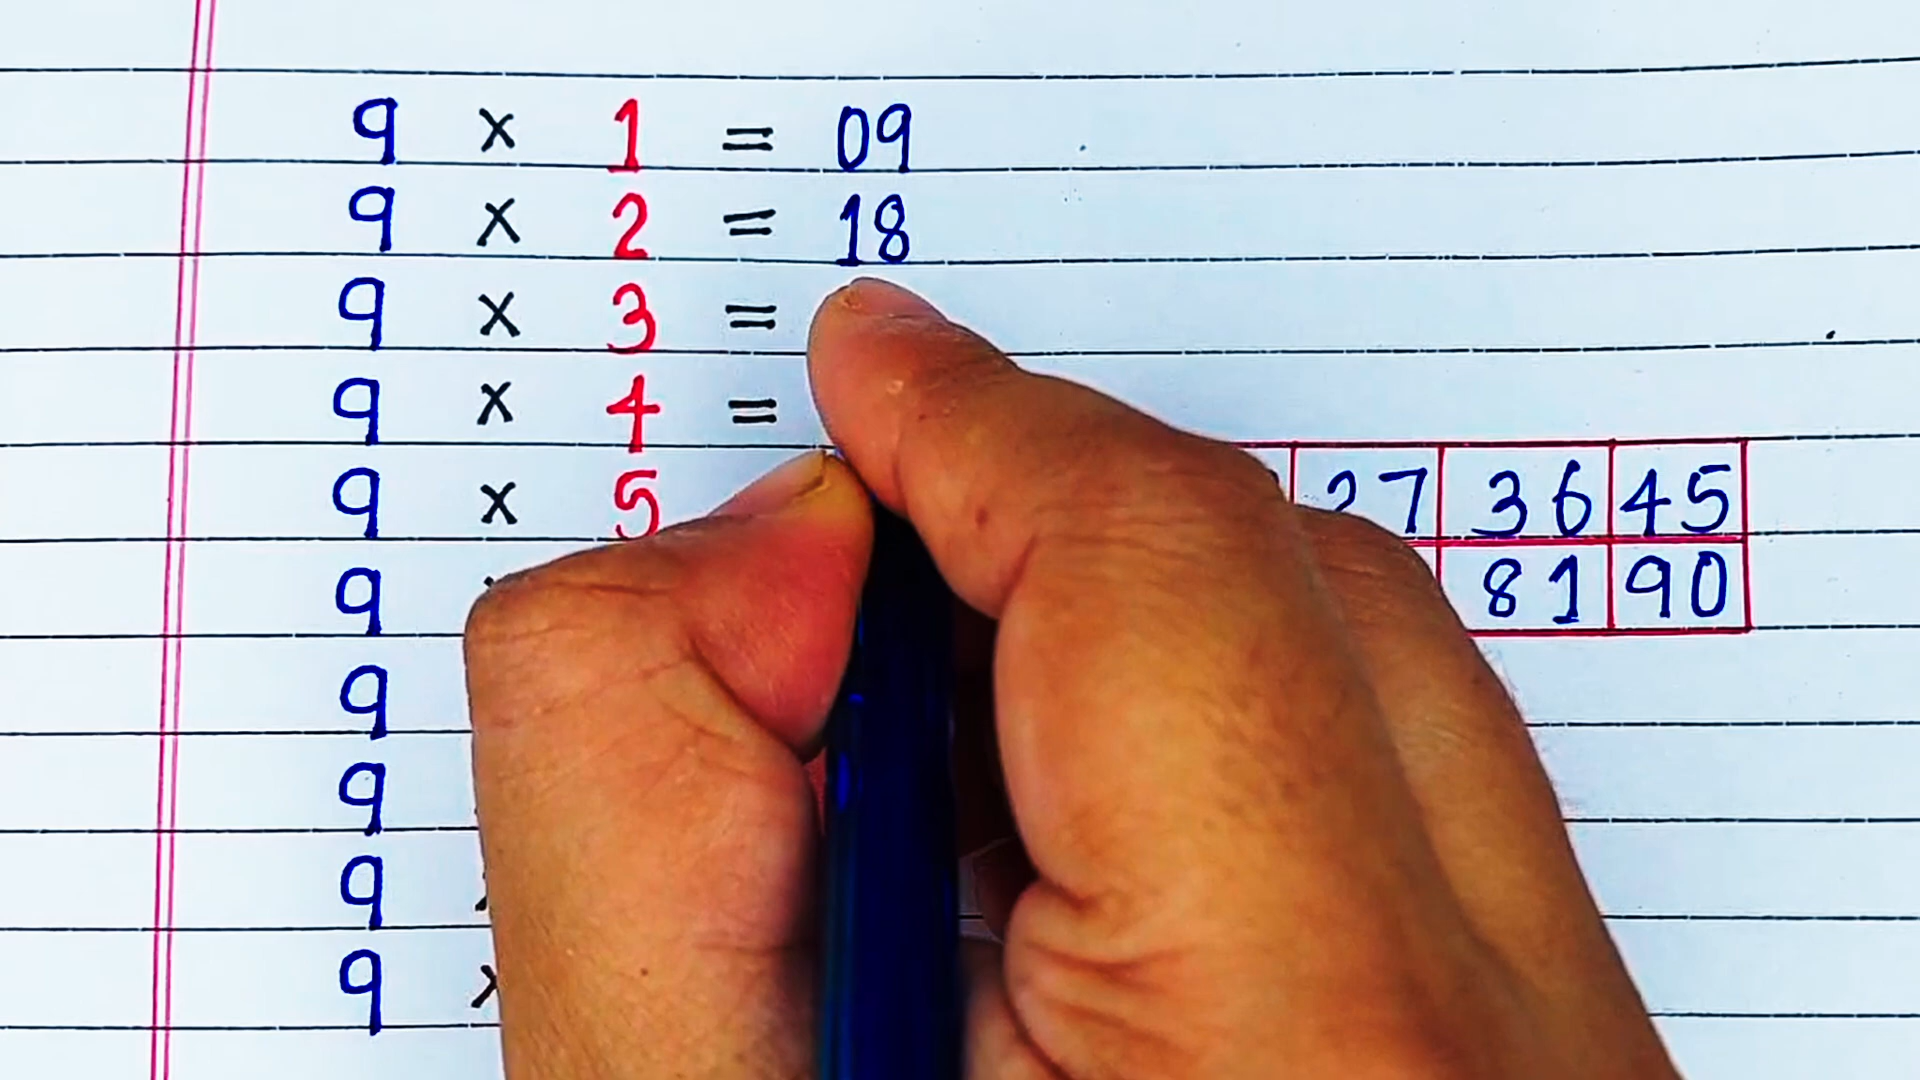 9 × 1 = 09
9 × 2 = 18
9 × 3 =
9 × 4 =
9 × 5
9
9
9
9
9 ×
27 36 45
81 90